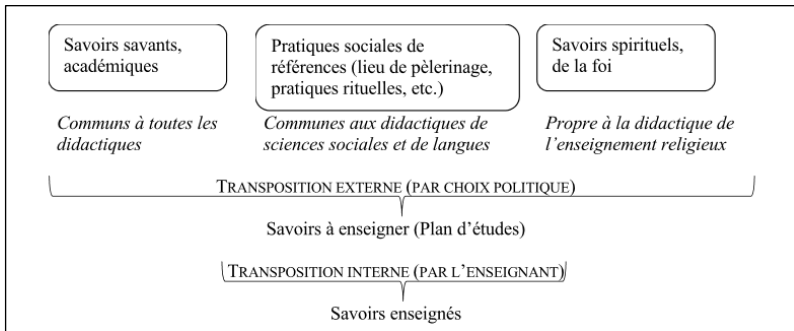 Savoirs savants,
académiques
Pratiques sociales de
références (lieu de pèlerinage,
pratiques rituelles, etc.)
Savoirs spirituels,
de la foi
Communs à toutes les
didactiques
Communes aux didactiques de
sciences sociales et de langues
Propre à la didactique de
l’enseignement religieux
TRANSPOSITION EXTERNE (PAR CHOIX POLITIQUE)
Savoirs à enseigner (Plan d’études)
TRANSPOSITION INTERNE (PAR L’ENSEIGNANT)
Savoirs enseignés